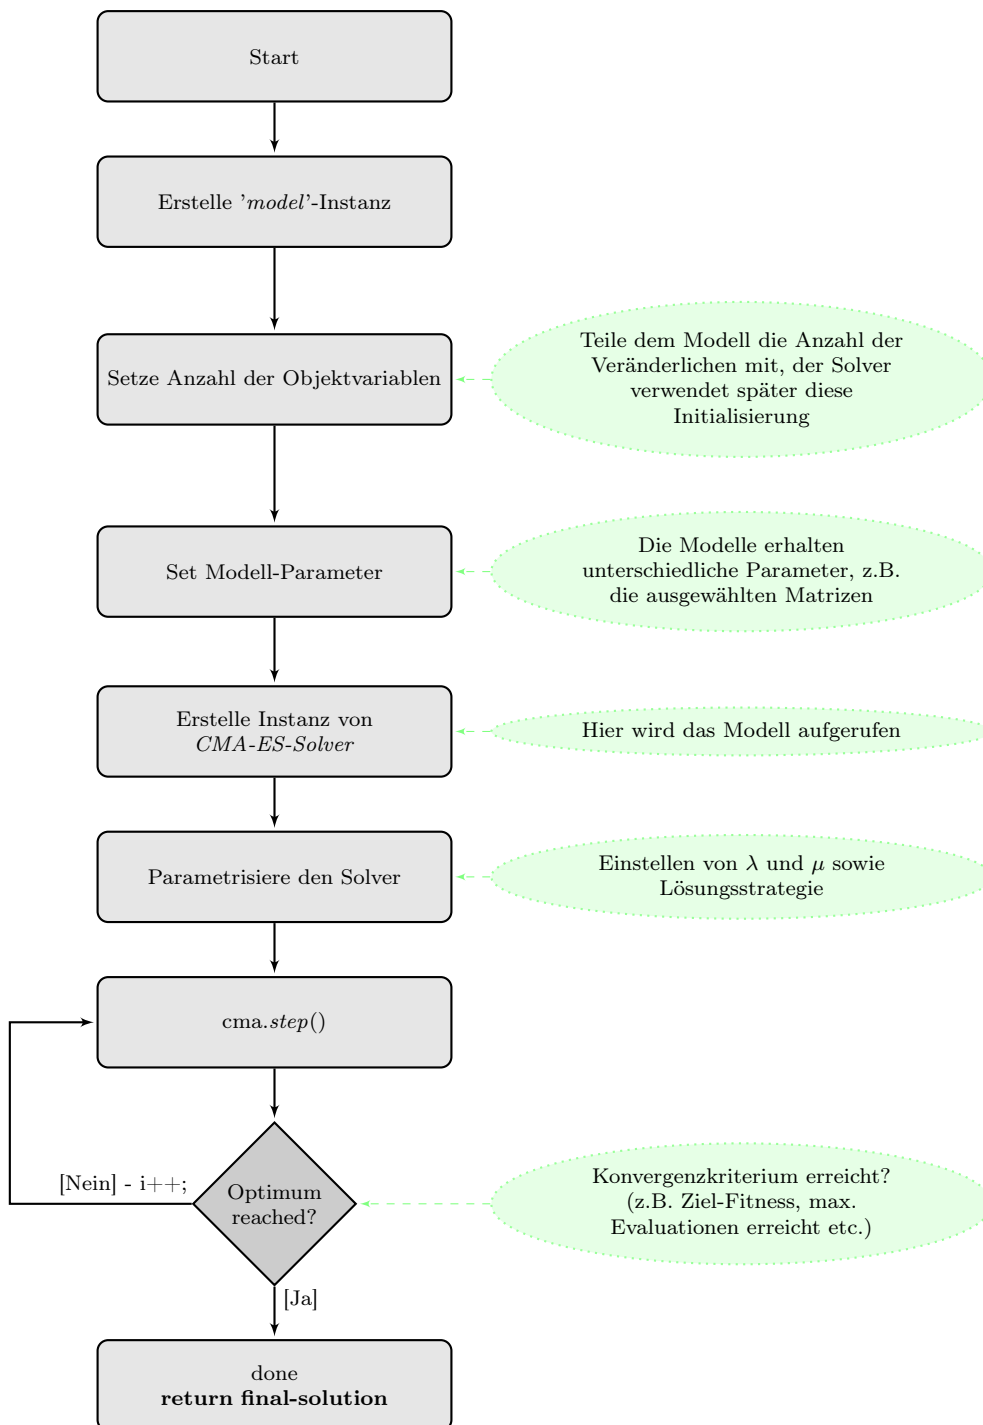 Start
Erstelle ’model’-Instanz
Setze Anzahl der Objektvariablen
Teile dem Modell die Anzahl der
Veränderlichen mit, der Solver
verwendet später diese
Initialisierung
Set Modell-Parameter
Die Modelle erhalten
unterschiedliche Parameter, z.B.
die ausgewählten Matrizen
Erstelle Instanz von
CMA-ES-Solver
Hier wird das Modell aufgerufen
Parametrisiere den Solver
Einstellen von λ und μ sowie
Lösungsstrategie
cma.step()
[Nein] - i++;
Optimum
reached?
Konvergenzkriterium erreicht?
(z.B. Ziel-Fitness, max.
Evaluationen erreicht etc.)
[Ja]
done
return final-solution